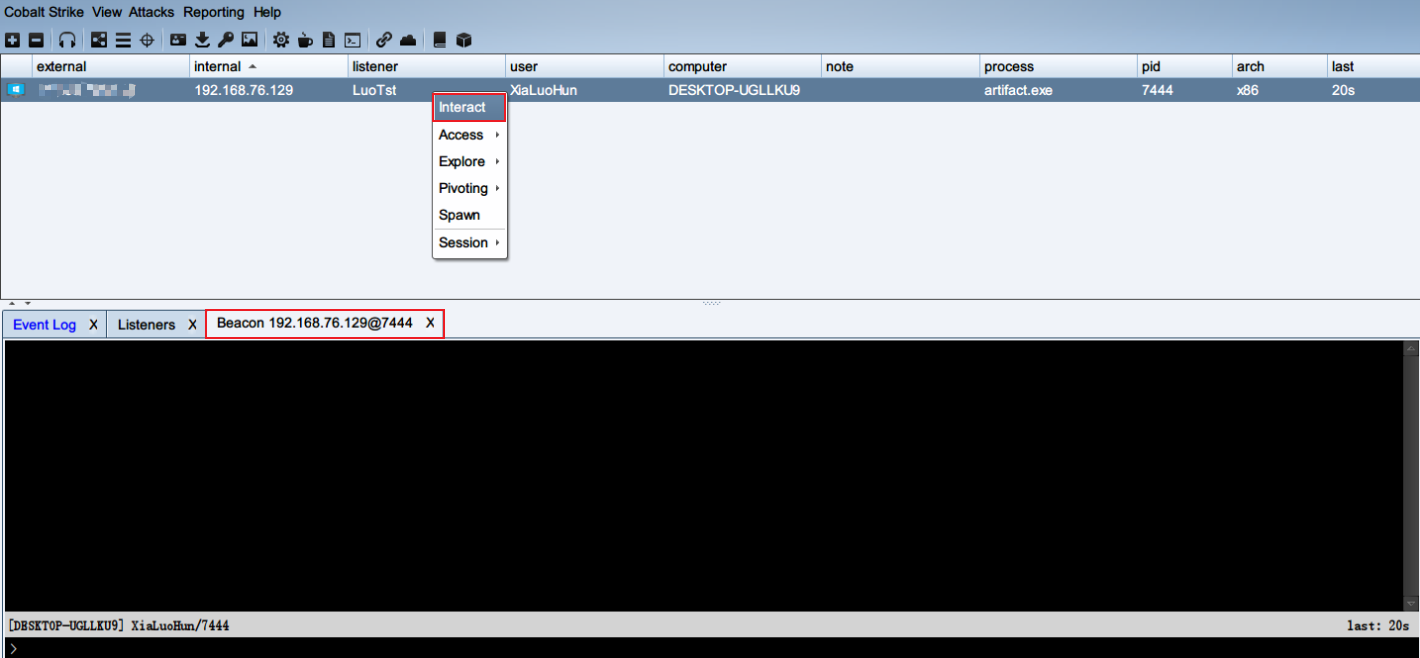 Cobalt Strike View Attacks Reporting Help
external internal listener user computer note process pid arch last
192.168.76.129 LuoTst XiaLuoHun DESKTOP-UGLLKU9 artifact.exe 7444 x86 20s
Interact
Access
Explore
Pivoting
Spawn
Session
Event Log X Listeners X Beacon 192.168.76.129@7444 X
[DESKTOP-UGLLKU9] XiaLuoHun/7444 last: 20s
>